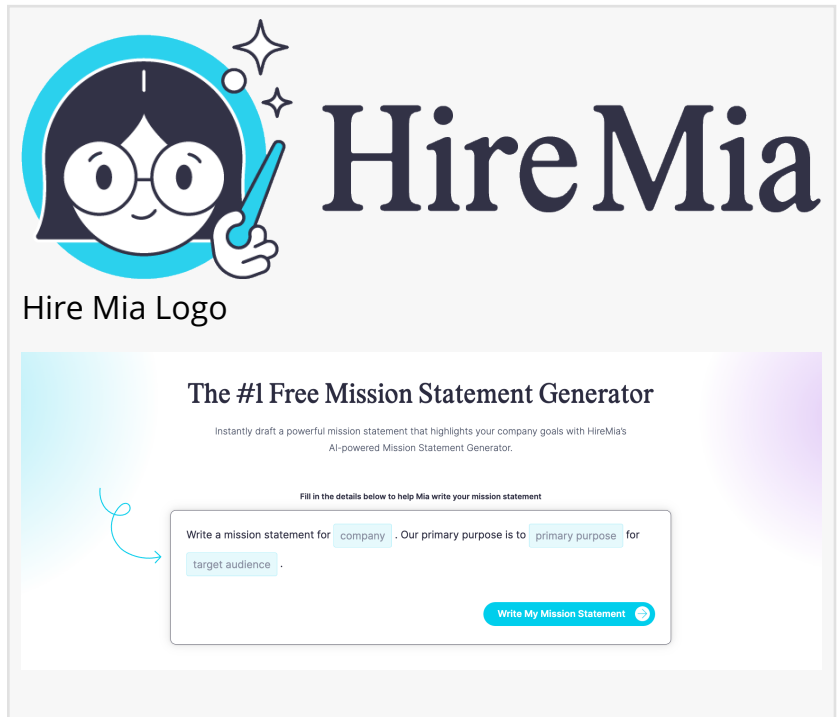 Hire Mia
Hire Mia Logo
The #1 Free Mission Statement Generator
Instantly draft a powerful mission statement that highlights your company goals with HireMia's
AI-powered Mission Statement Generator.
Fill in the details below to help Mia write your mission statement
Write a mission statement for company . Our primary purpose is to primary purpose for
target audience .
Write My Mission Statement